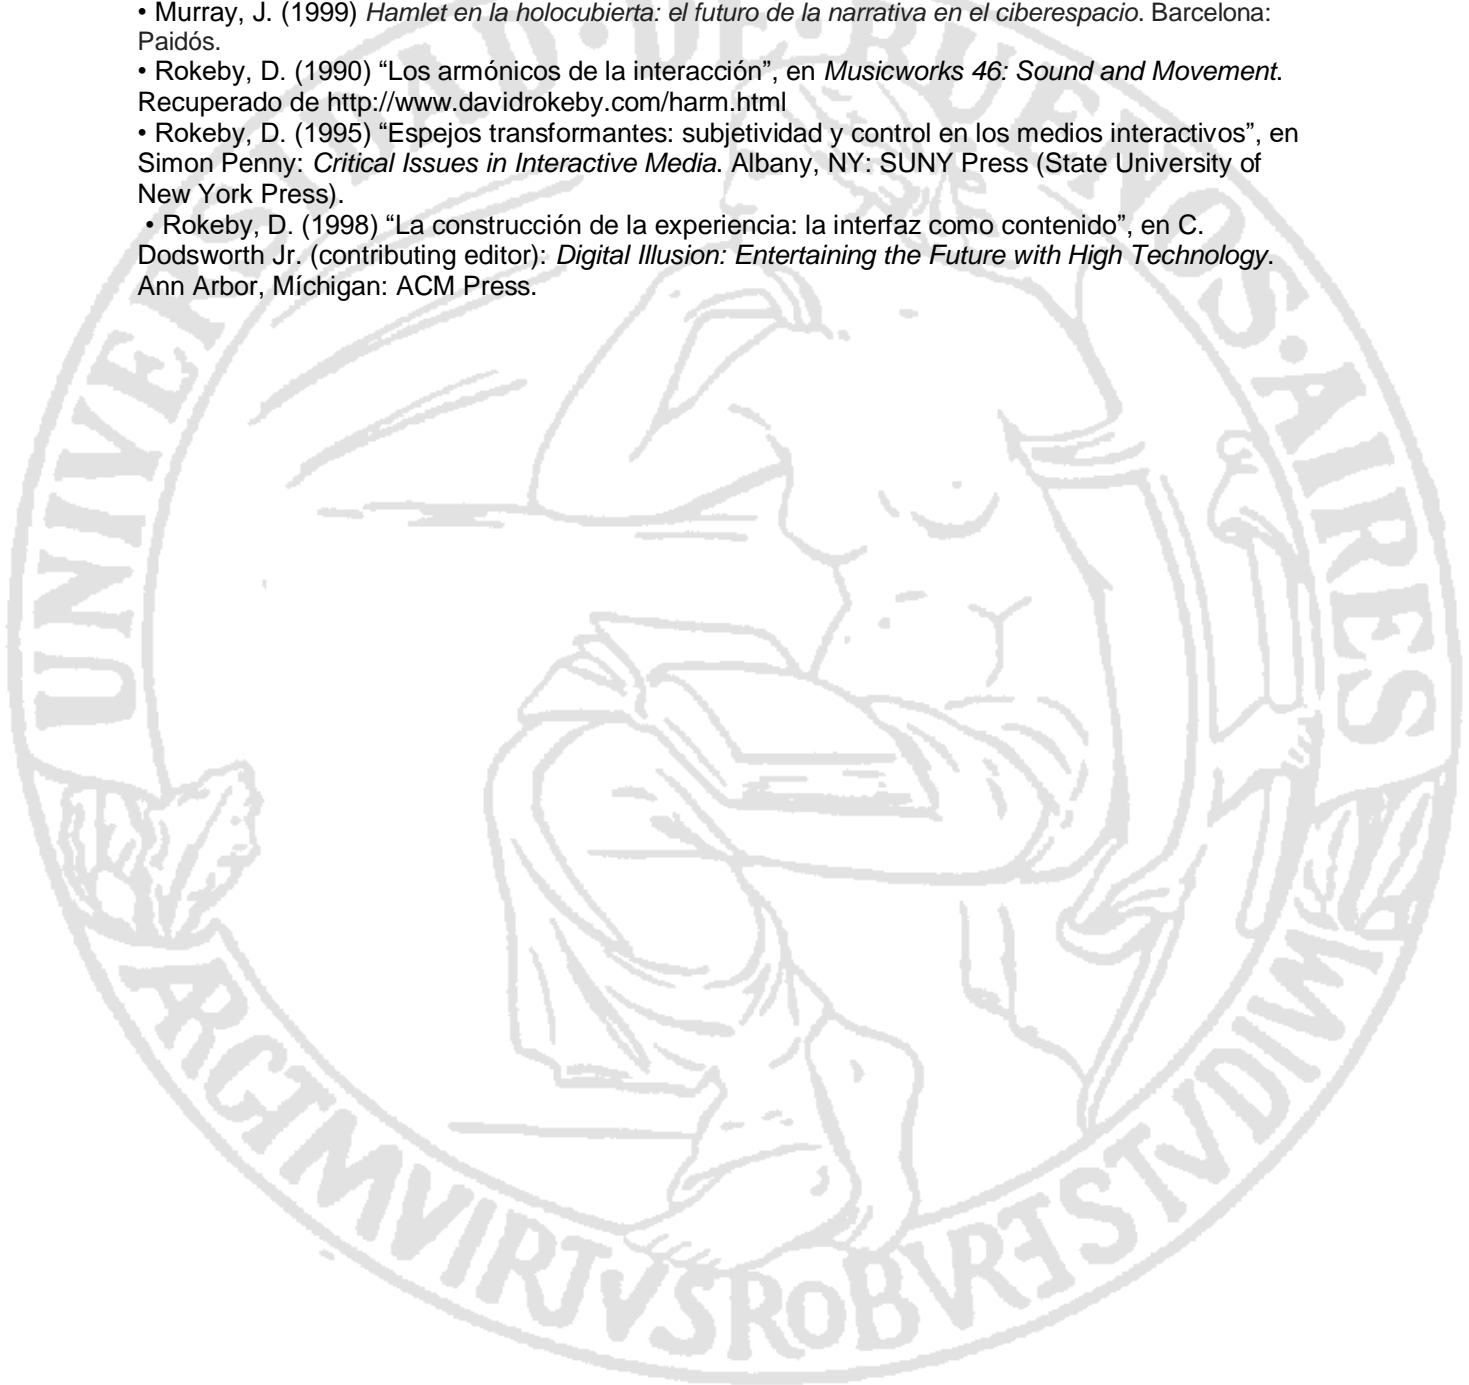 • Murray, J. (1999) Hamlet en la holocubierta: el futuro de la narrativa en el ciberespacio. Barcelona:
Paidós.
• Rokeby, D. (1990) “Los armónicos de la interacción”, en Musicworks 46: Sound and Movement.
Recuperado de http://www.davidrokeby.com/harm.html
• Rokeby, D. (1995) “Espejos transformantes: subjetividad y control en los medios interactivos”, en
Simon Penny: Critical Issues in Interactive Media. Albany, NY: SUNY Press (State University of
New York Press).
• Rokeby, D. (1998) “La construcción de la experiencia: la interfaz como contenido”, en C.
Dodsworth Jr. (contributing editor): Digital Illusion: Entertaining the Future with High Technology.
Ann Arbor, Míchigan: ACM Press.
UNIVERSIDAD•DE•BUENOS•AIRES
ARGTMVIRTVSROBVRETSTVDIVM